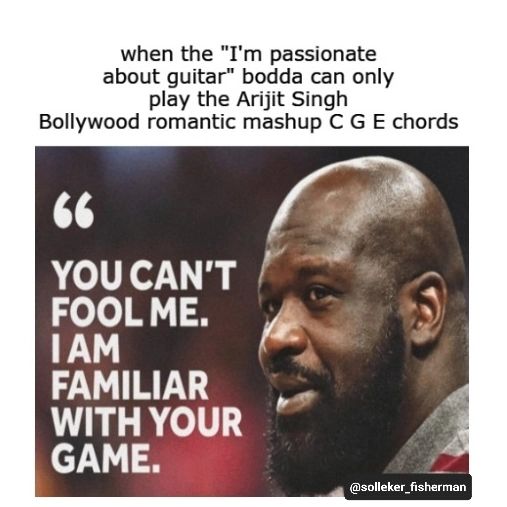 when the "I'm passionate
about guitar" bodda can only
play the Arijit Singh
Bollywood romantic mashup C G E chords
“
YOU CAN'T
FOOL ME.
I AM
FAMILIAR
WITH YOUR
GAME.
@solleker_fisherman